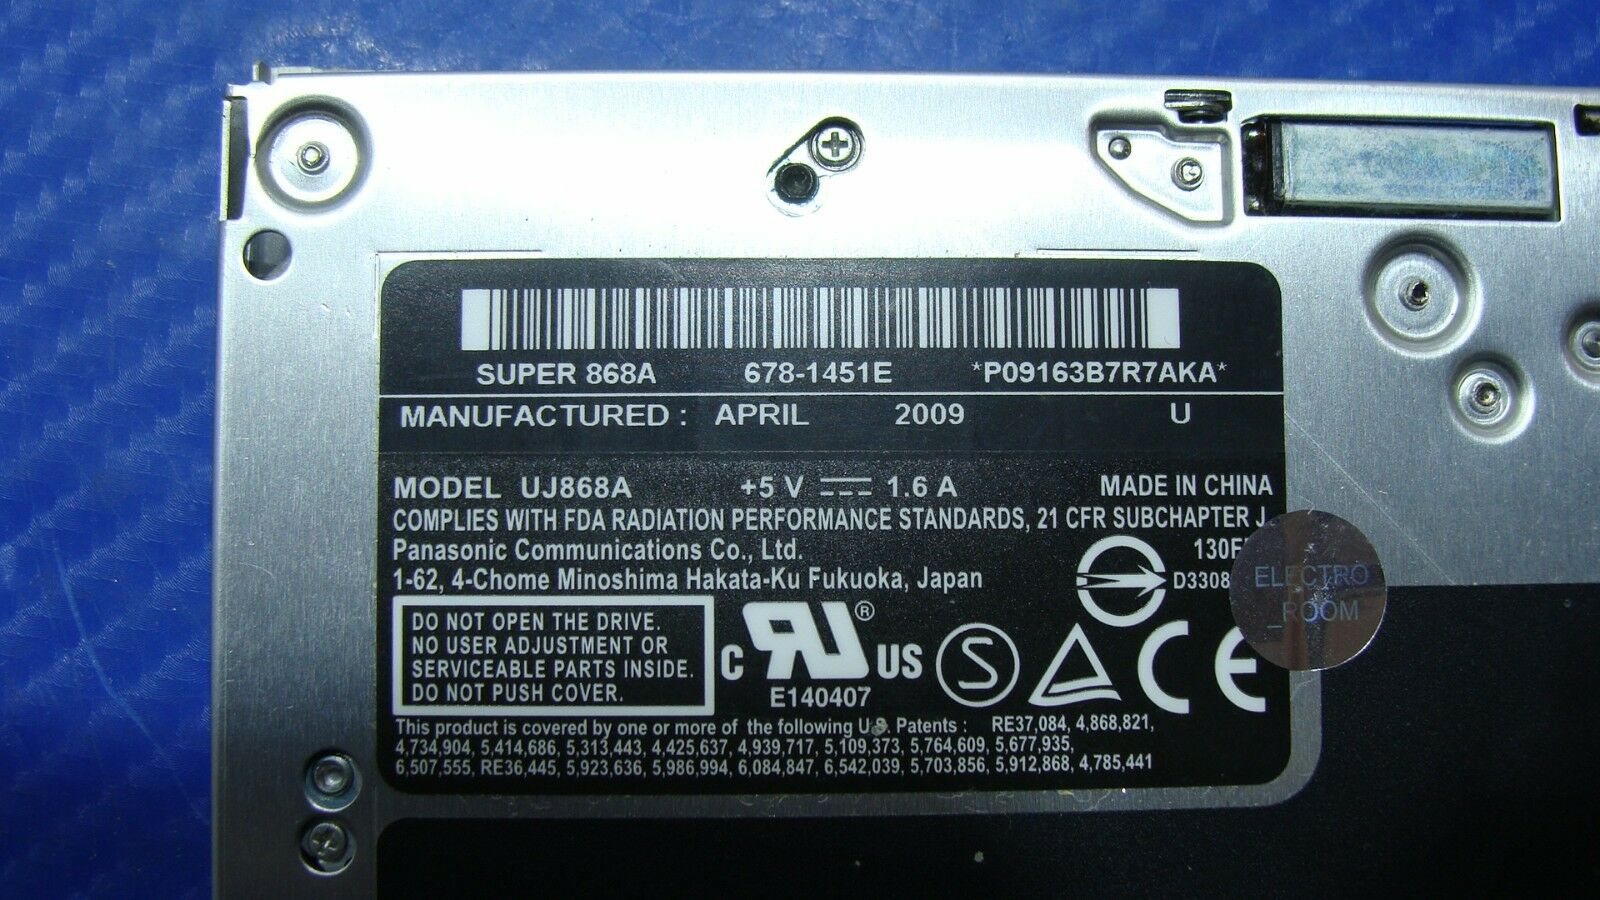 SUPER 868A 678-1451E *P09163B7R7AKA*
MANUFACTURED : APRIL 2009 U
MODEL UJ868A +5 V 1.6 A MADE IN CHINA
COMPLIES WITH FDA RADIATION PERFORMANCE STANDARDS, 21 CFR SUBCHAPTER J
Panasonic Communications Co., Ltd.
1-62, 4-Chome Minoshima Hakata-Ku Fukuoka, Japan
ELECTRO
_ROOM
DO NOT OPEN THE DRIVE.
NO USER ADJUSTMENT OR
SERVICEABLE PARTS INSIDE.
DO NOT PUSH COVER.
C RU ® US
E140407
S
CE
This product is covered by one or more of the following U.S. Patents : RE37,084, 4,868,821,
4,734,904, 5,414,686, 5,313,443, 4,425,637, 4,939,717, 5,109,373, 5,764,609, 5,677,935,
6,507,555, RE36,445, 5,923,636, 5,986,994, 6,084,847, 6,542,039, 5,703,856, 5,912,868, 4,785,441